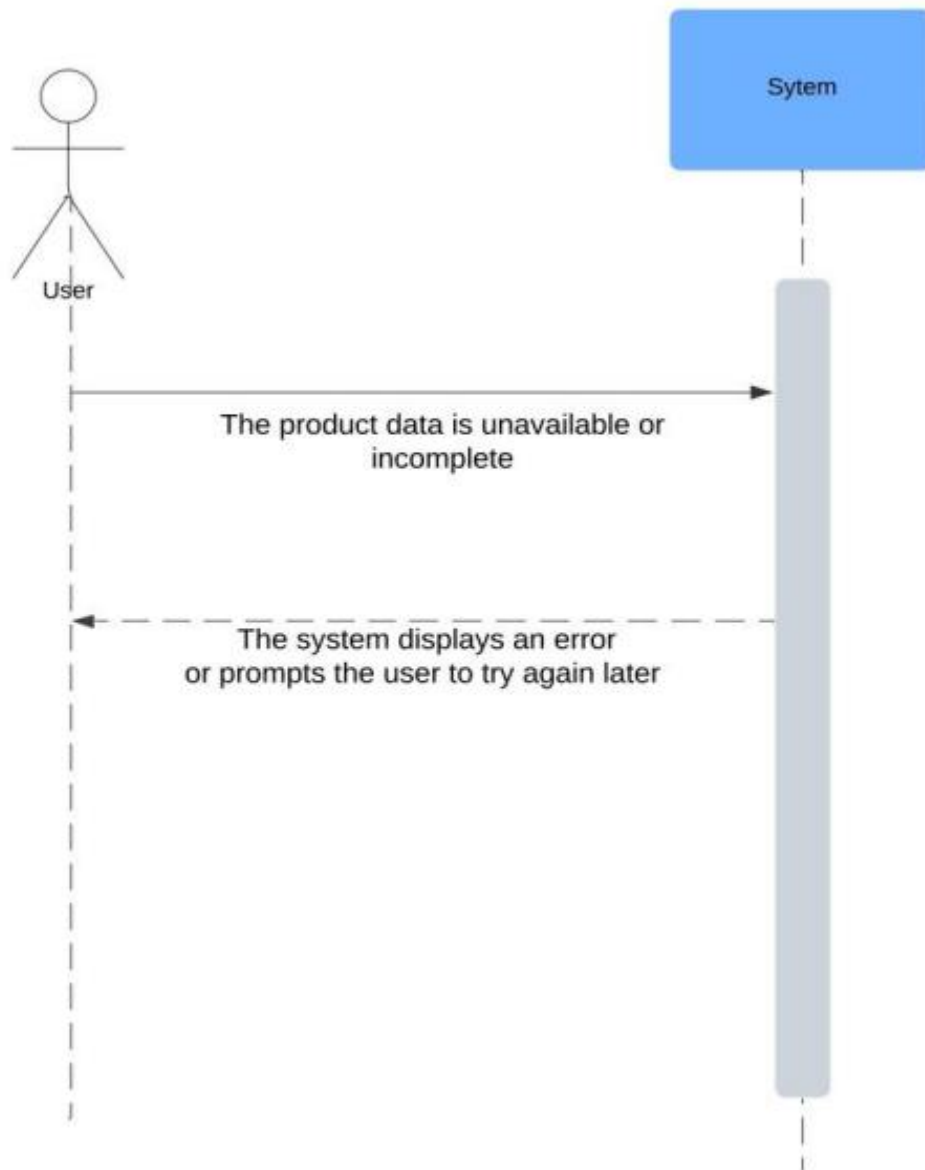 Sytem
User
The product data is unavailable or
incomplete
The system displays an error
or prompts the user to try again later